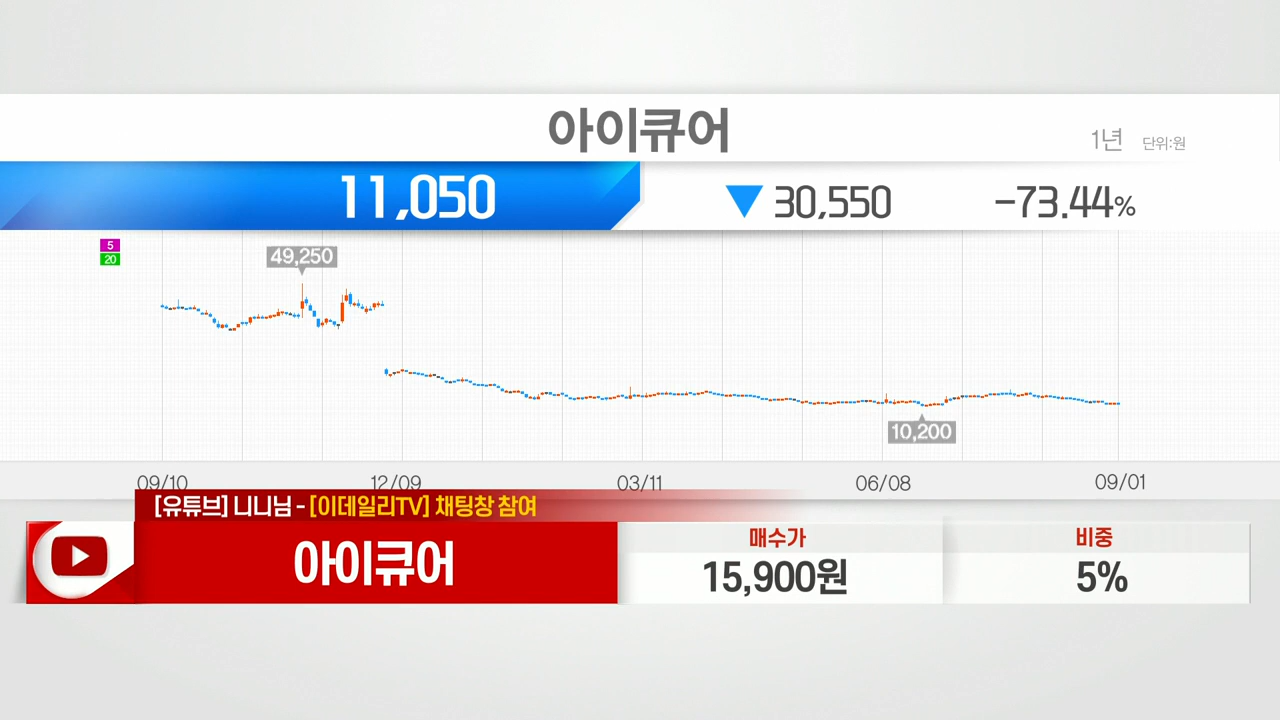 아이큐어
1년 단위:원
11,050 ▼ 30,550 -73.44%
5
20
49,250
10,200
09/10 12/09 03/11 06/08 09/01
[유튜브] 니니님 - [이데일리TV] 채팅창 참여
아이큐어
매수가
15,900원
비중
5%